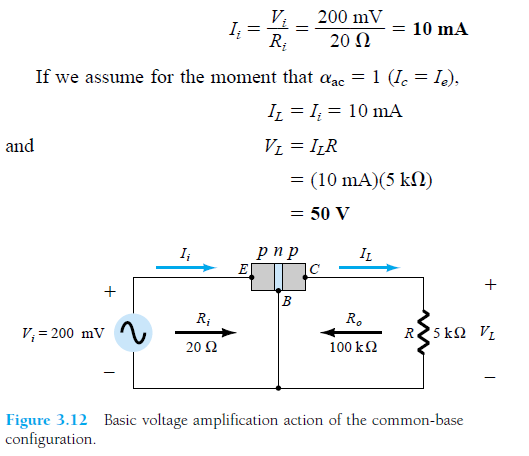 I_i = V_i / R_i = 200 mV / 20 Ω = 10 mA
If we assume for the moment that α_ac = 1 (I_c = I_e),
I_L = I_i = 10 mA
and V_L = I_L R
= (10 mA)(5 kΩ)
= 50 V
I_i p n p I_L
E C
+ B +
V_i = 200 mV R_i R_o R 5 kΩ V_L
20 Ω 100 kΩ
– –
Figure 3.12 Basic voltage amplification action of the common-base
configuration.